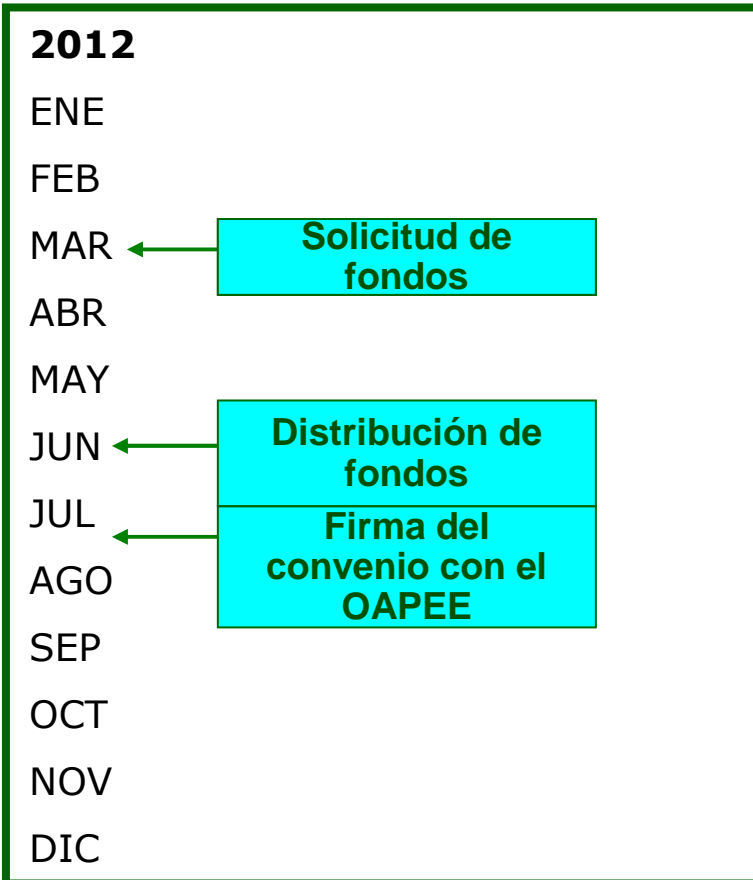 2012
ENE
FEB
MAR
Solicitud de
fondos
ABR
MAY
JUN
Distribución de
fondos
JUL
Firma del
convenio con el
OAPEE
AGO
SEP
OCT
NOV
DIC